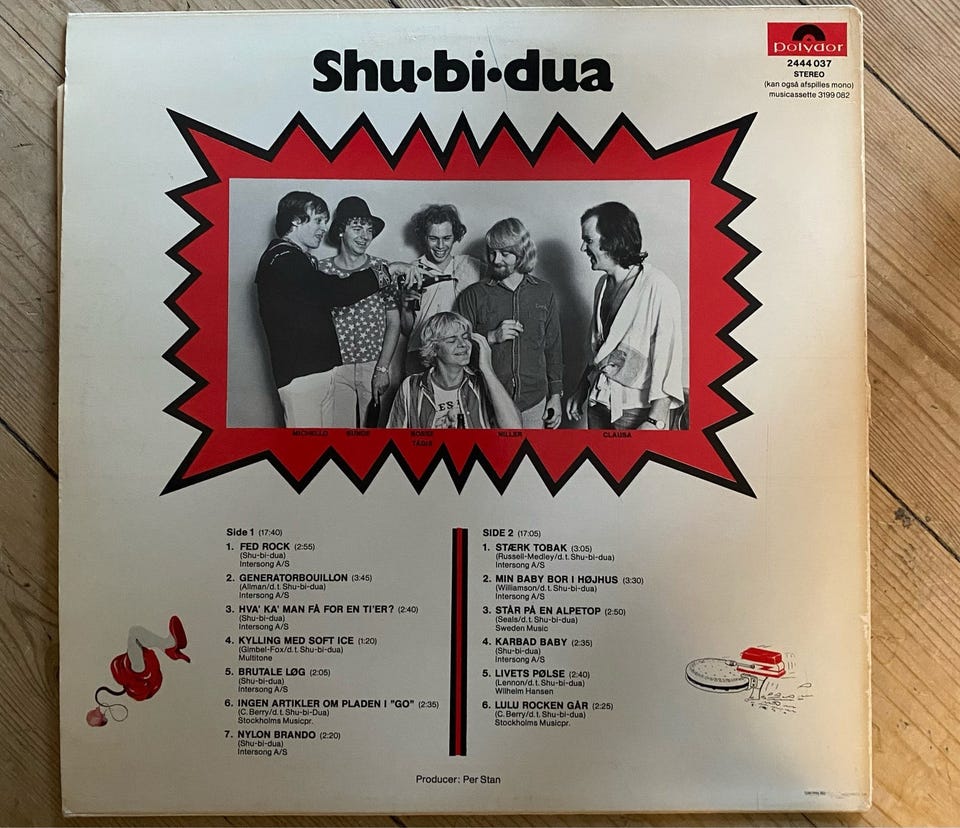 Shu•bi•dua
polydor
2444 037
STEREO
(kan også afspilles mono)
musicassette 3199 082
MICHELLO BUNDE BOSSE NILLER CLAUSA
Side 1 (17:40)
1. FED ROCK (2:55)
(Shu-bi-dua)
Intersong A/S
2. GENERATORBOUILLON (3:45)
(Allman/d.t. Shu-bi-dua)
Intersong A/S
3. HVA' KA' MAN FÅ FOR EN TI'ER? (2:40)
(Shu-bi-dua)
Intersong A/S
4. KYLLING MED SOFT ICE (1:20)
(Gimbel-Fox/d.t. Shu-bi-dua)
Multitone
5. BRUTALE LØG (2:05)
(Shu-bi-dua)
Intersong A/S
6. INGEN ARTIKLER OM PLADEN I "GO" (2:35)
(C. Berry/d.t. Shu-bi-Dua)
Stockholms Musicpr.
7. NYLON BRANDO (2:20)
(Shu-bi-dua)
Intersong A/S
SIDE 2 (17:05)
1. STÆRK TOBAK (3:05)
(Russell-Medley/d.t. Shu-bi-dua)
Intersong A/S
2. MIN BABY BOR I HØJHUS (3:30)
(Williamson/d.t. Shu-bi-dua)
Intersong A/S
3. STÅR PÅ EN ALPETOP (2:50)
(Seals/d.t. Shu-bi-dua)
Sweden Music
4. KARBAD BABY (2:35)
(Shu-bi-dua)
Intersong A/S
5. LIVETS PØLSE (2:40)
(Lennon/d.t. Shu-bi-dua)
Wilhelm Hansen
6. LULU ROCKEN GÅR (2:25)
(C. Berry/d.t. Shu-bi-dua)
Stockholms Musicpr.
Producer: Per Stan